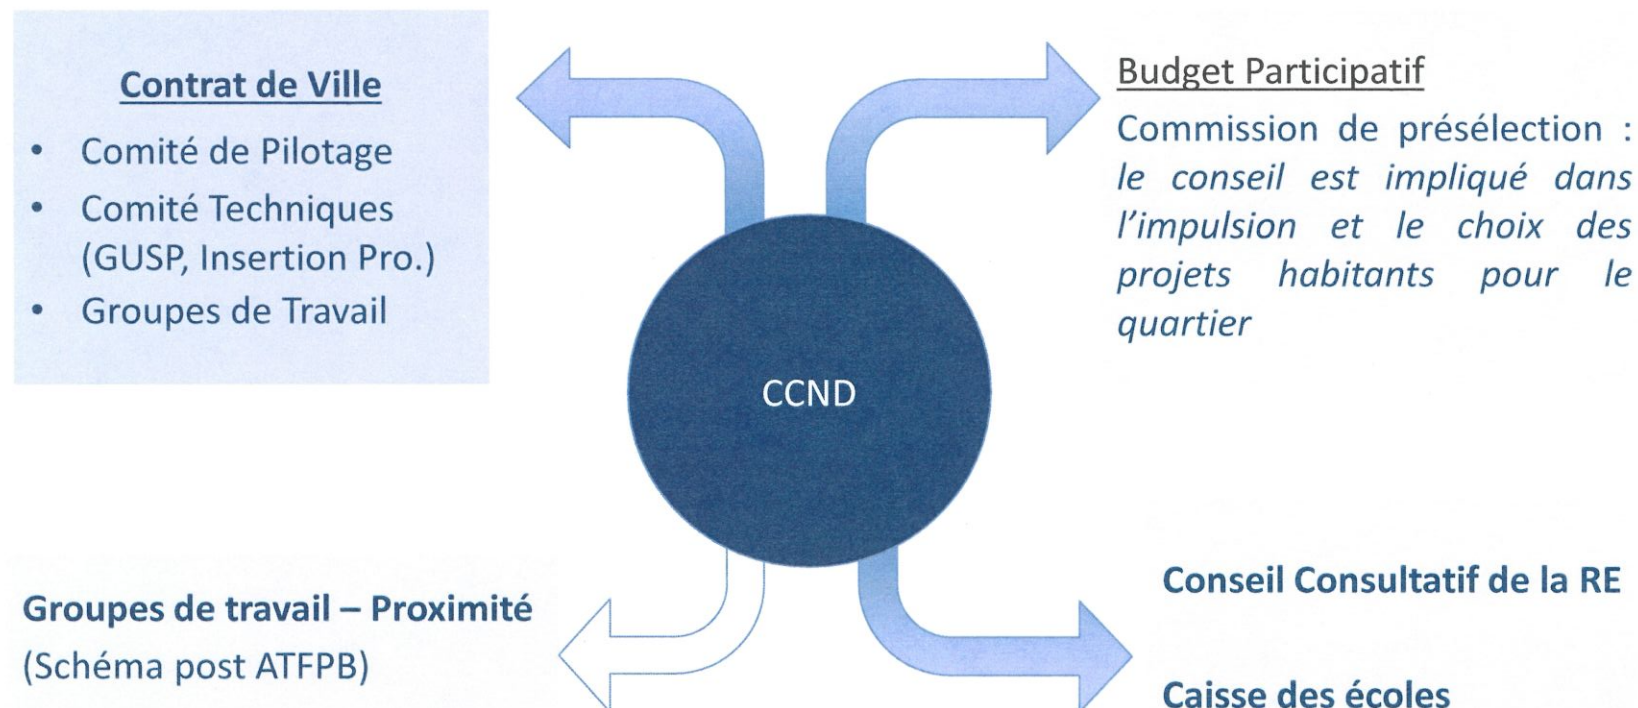 Contrat de Ville
• Comité de Pilotage
• Comité Techniques
(GUSP, Insertion Pro.)
• Groupes de Travail
Budget Participatif
Commission de présélection :
le conseil est impliqué dans
l’impulsion et le choix des
projets habitants pour le
quartier
CCND
Groupes de travail – Proximité
(Schéma post ATFPB)
Conseil Consultatif de la RE
Caisse des écoles